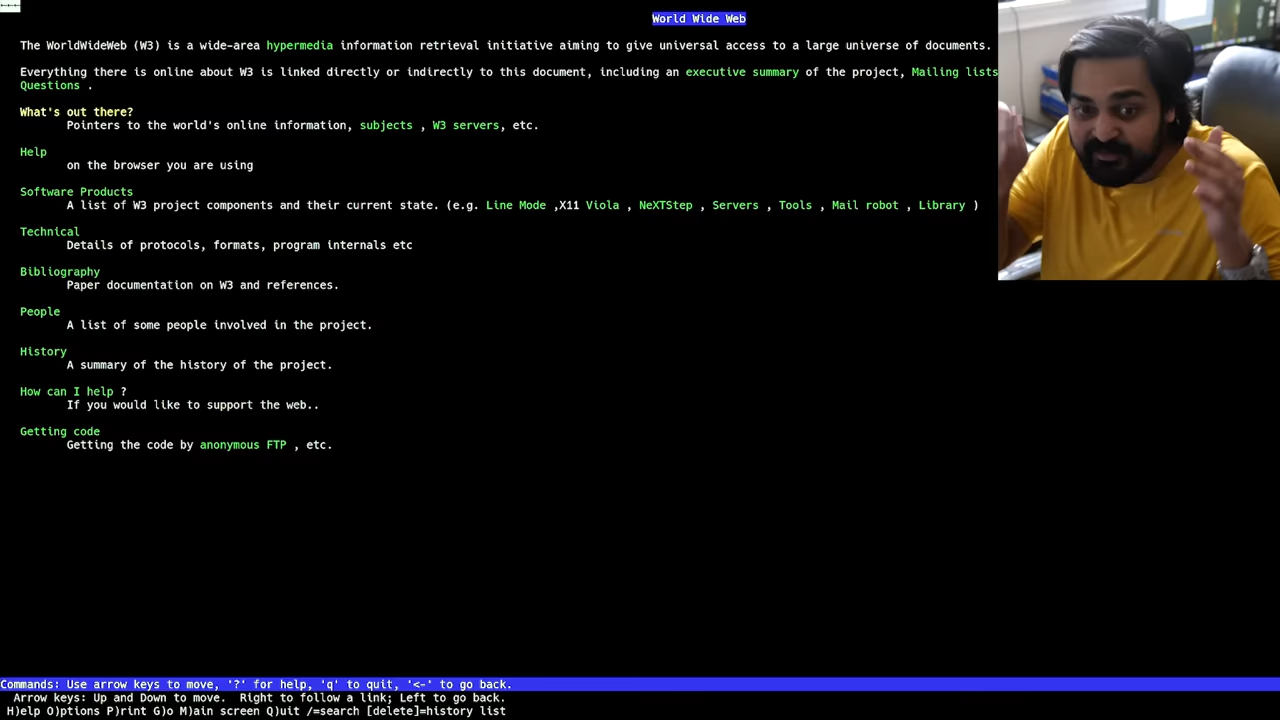 World Wide Web
The WorldWideWeb (W3) is a wide-area hypermedia information retrieval initiative aiming to give universal access to a large universe of documents.
Everything there is online about W3 is linked directly or indirectly to this document, including an executive summary of the project, Mailing lists
Questions .
What's out there?
Pointers to the world's online information, subjects , W3 servers, etc.
Help
on the browser you are using
Software Products
A list of W3 project components and their current state. (e.g. Line Mode ,X11 Viola , NeXTStep , Servers , Tools , Mail robot , Library )
Technical
Details of protocols, formats, program internals etc
Bibliography
Paper documentation on W3 and references.
People
A list of some people involved in the project.
History
A summary of the history of the project.
How can I help ?
If you would like to support the web..
Getting code
Getting the code by anonymous FTP , etc.
Commands: Use arrow keys to move, '?' for help, 'q' to quit, '<-' to go back.
Arrow keys: Up and Down to move. Right to follow a link; Left to go back.
H)elp O)ptions P)rint G)o M)ain screen Q)uit /=search [delete]=history list